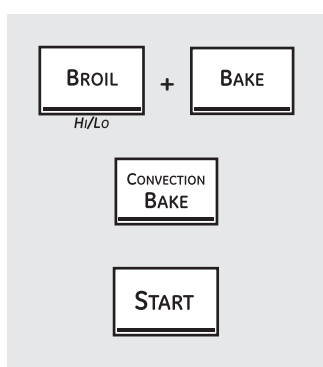 BROIL + BAKE
HI/LO
CONVECTION
BAKE
START